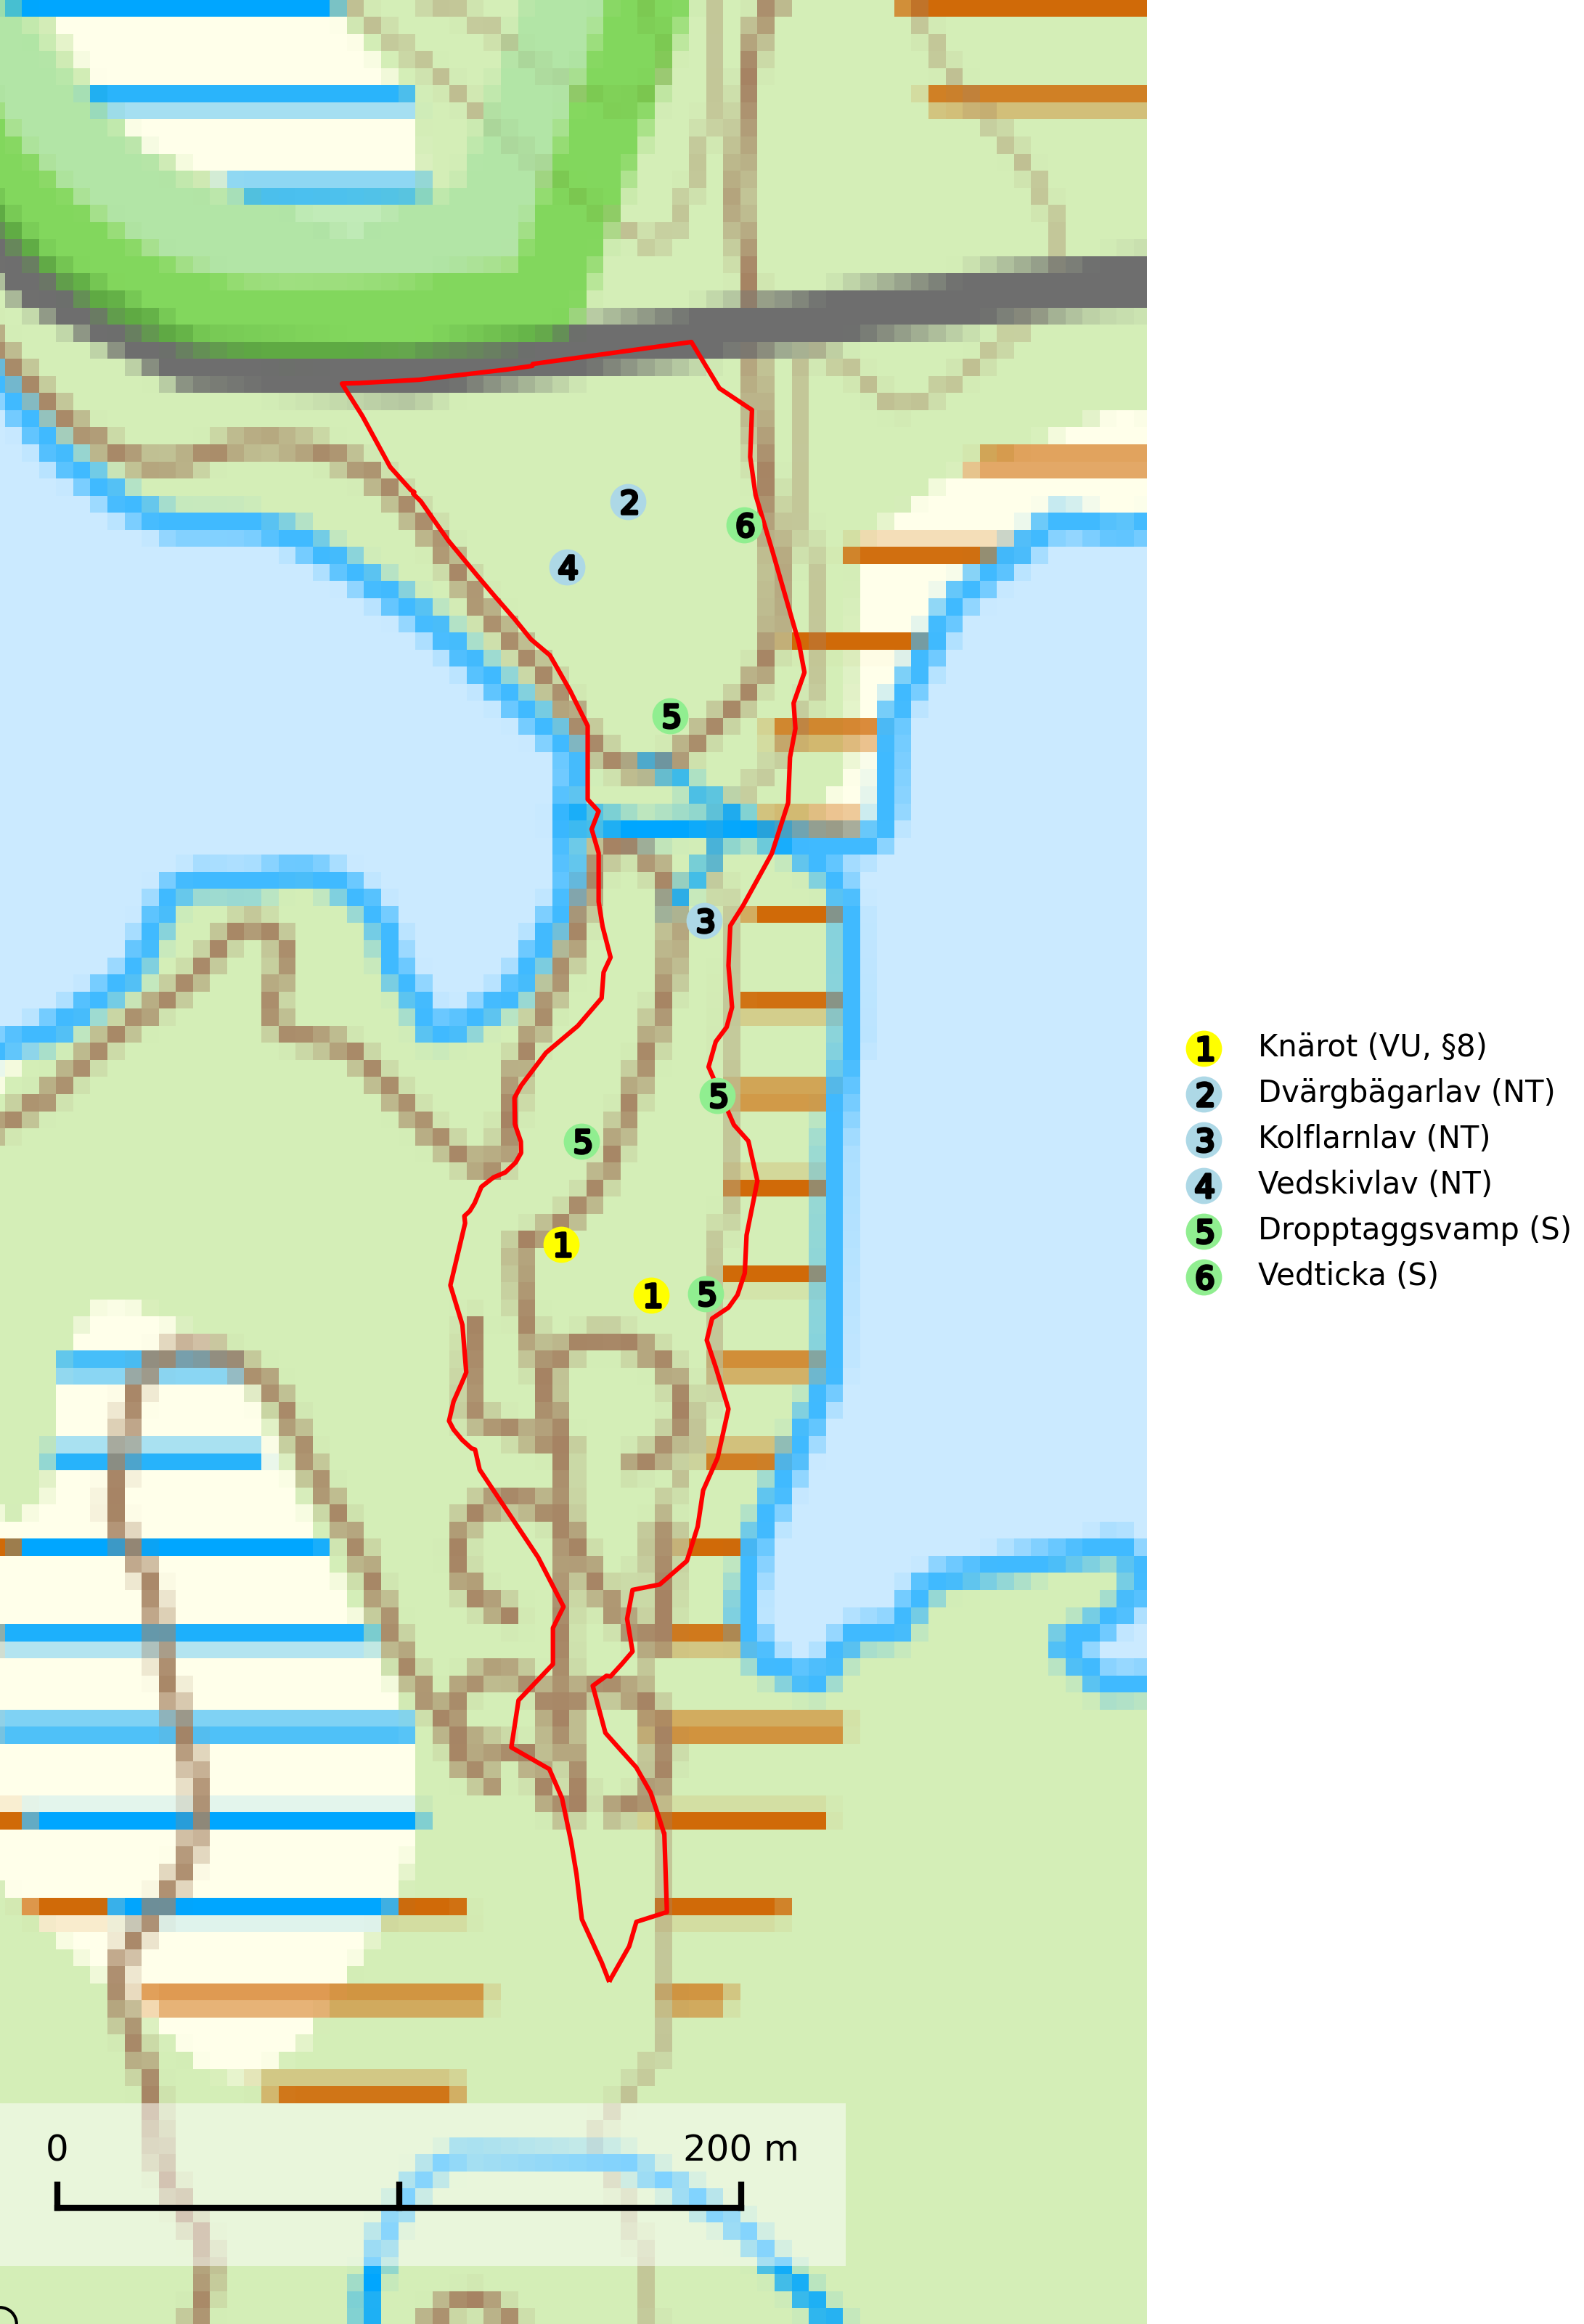 2
6
4
5
3
5
5
1
1
5
1 Knärot (VU, §8)
2 Dvärgbägarlav (NT)
3 Kolflarnlav (NT)
4 Vedskivlav (NT)
5 Dropptaggsvamp (S)
6 Vedticka (S)
0 200 m